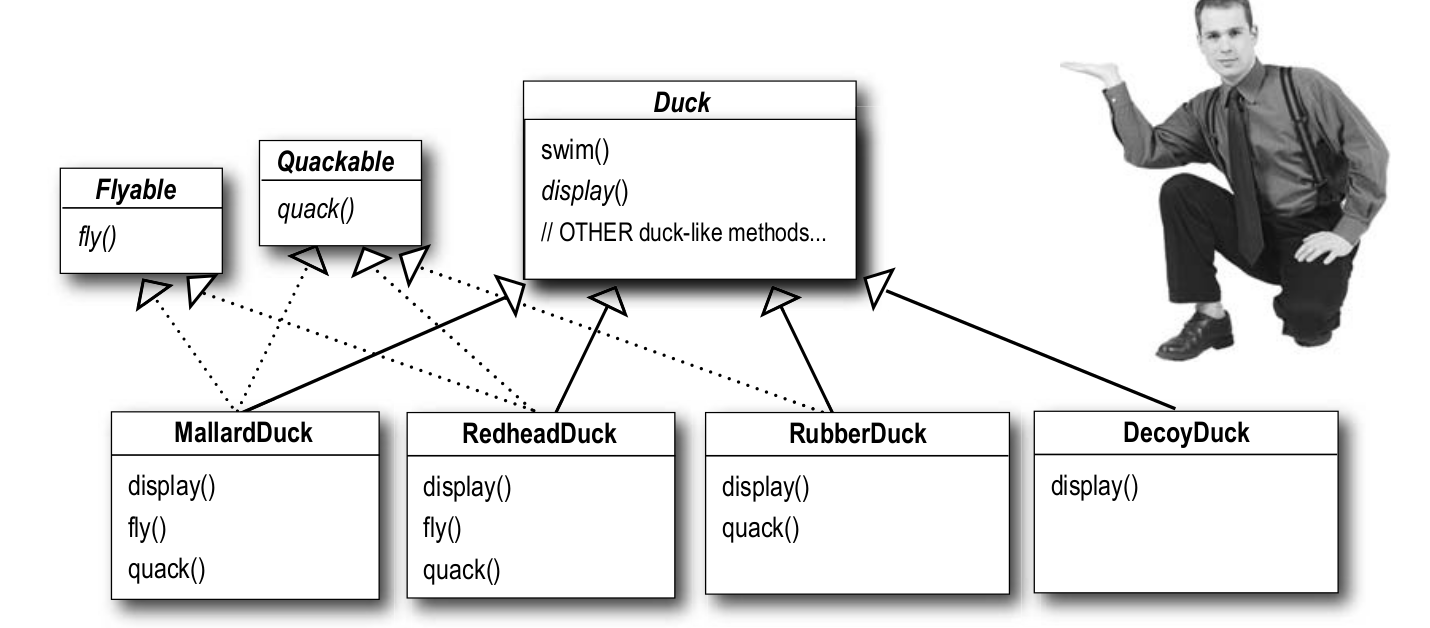 Duck
swim()
display()
// OTHER duck-like methods...
Quackable
quack()
Flyable
fly()
MallardDuck
display()
fly()
quack()
RedheadDuck
display()
fly()
quack()
RubberDuck
display()
quack()
DecoyDuck
display()